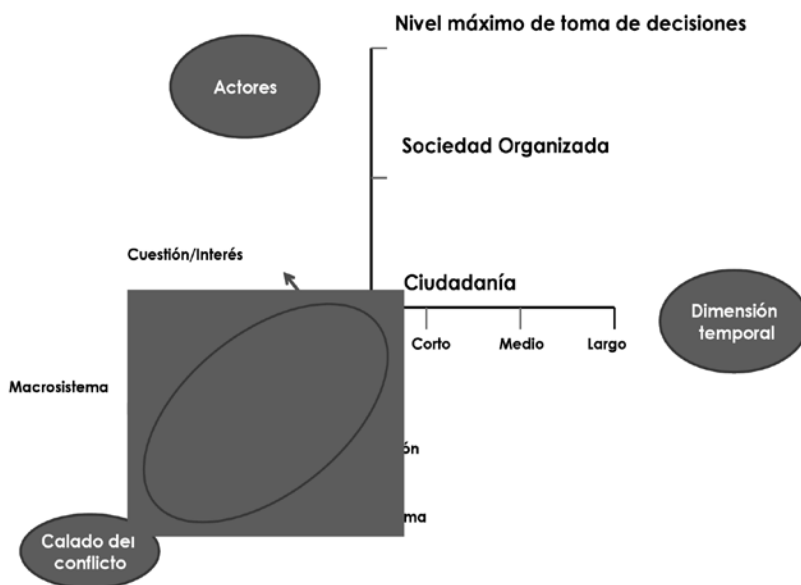 Nivel máximo de toma de decisiones
Actores
Sociedad Organizada
Cuestión/Interés
Ciudadanía
Dimensión
temporal
Corto Medio Largo
Macrosistema
ón
ma
Calado del
conflicto